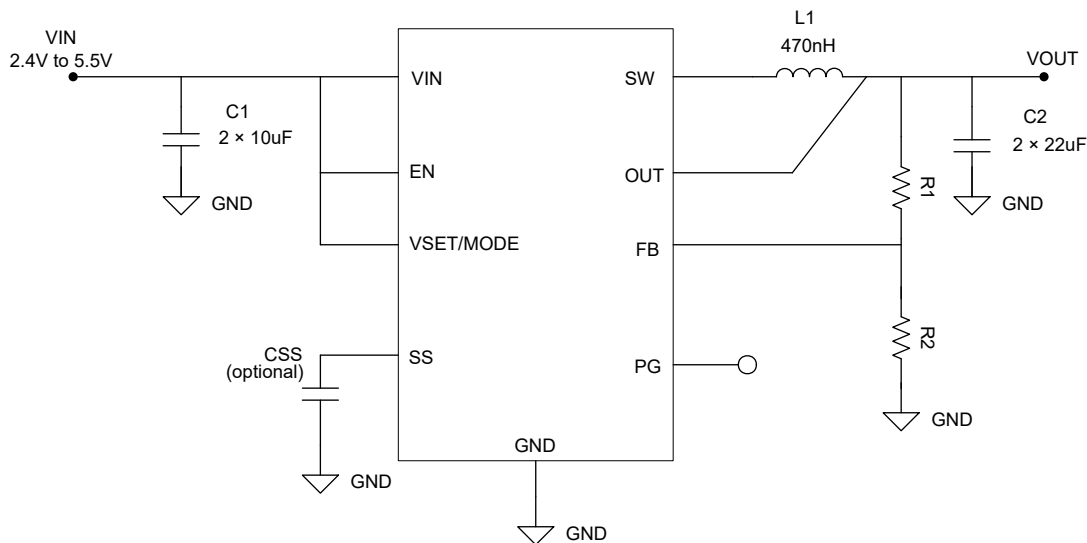 VIN
2.4V to 5.5V
C1
2 × 10uF
GND
VIN
EN
VSET/MODE
SS
CSS
(optional)
GND
GND
GND
SW
OUT
FB
PG
L1
470nH
VOUT
R1
R2
GND
C2
2 × 22uF
GND